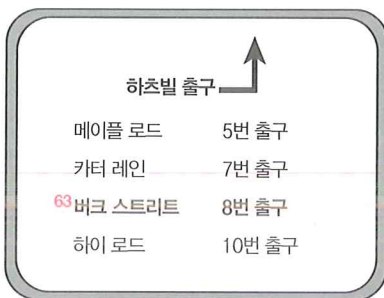 하츠빌 출구
메이플 로드 5번 출구
카터 레인 7번 출구
63 버크 스트리트 8번 출구
하이 로드 10번 출구